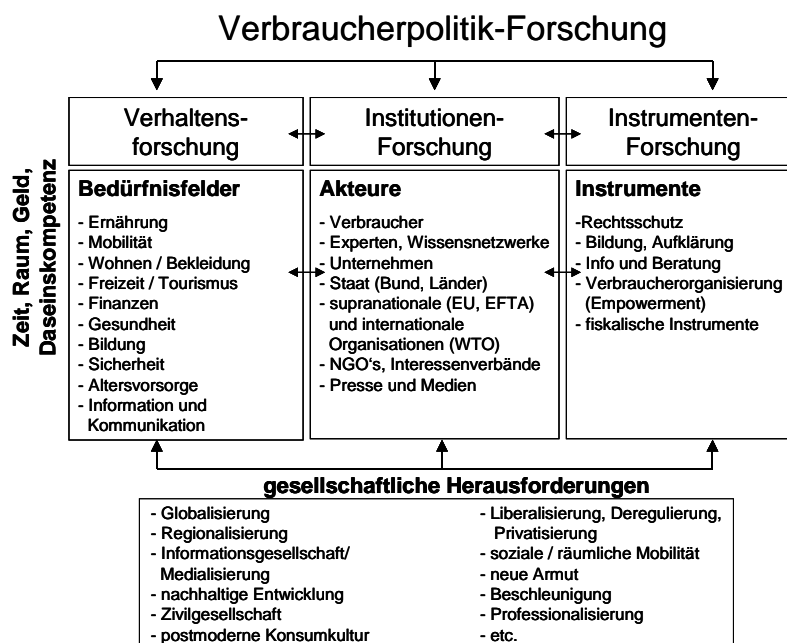 Verbraucherpolitik-Forschung
Verhaltens-
forschung
Institutionen-
Forschung
Instrumenten-
Forschung
Zeit, Raum, Geld,
Daseinskompetenz
Bedürfnisfelder
- Ernährung
- Mobilität
- Wohnen / Bekleidung
- Freizeit / Tourismus
- Finanzen
- Gesundheit
- Bildung
- Sicherheit
- Altersvorsorge
- Information und
Kommunikation
Akteure
- Verbraucher
- Experten, Wissensnetzwerke
- Unternehmen
- Staat (Bund, Länder)
- supranationale (EU, EFTA)
und internationale
Organisationen (WTO)
- NGO's, Interessenverbände
- Presse und Medien
Instrumente
-Rechtsschutz
- Bildung, Aufklärung
- Info und Beratung
- Verbraucherorganisierung
(Empowerment)
- fiskalische Instrumente
gesellschaftliche Herausforderungen
- Globalisierung
- Regionalisierung
- Informationsgesellschaft/
Medialisierung
- nachhaltige Entwicklung
- Zivilgesellschaft
- postmoderne Konsumkultur
- Liberalisierung, Deregulierung,
Privatisierung
- soziale / räumliche Mobilität
- neue Armut
- Beschleunigung
- Professionalisierung
- etc.